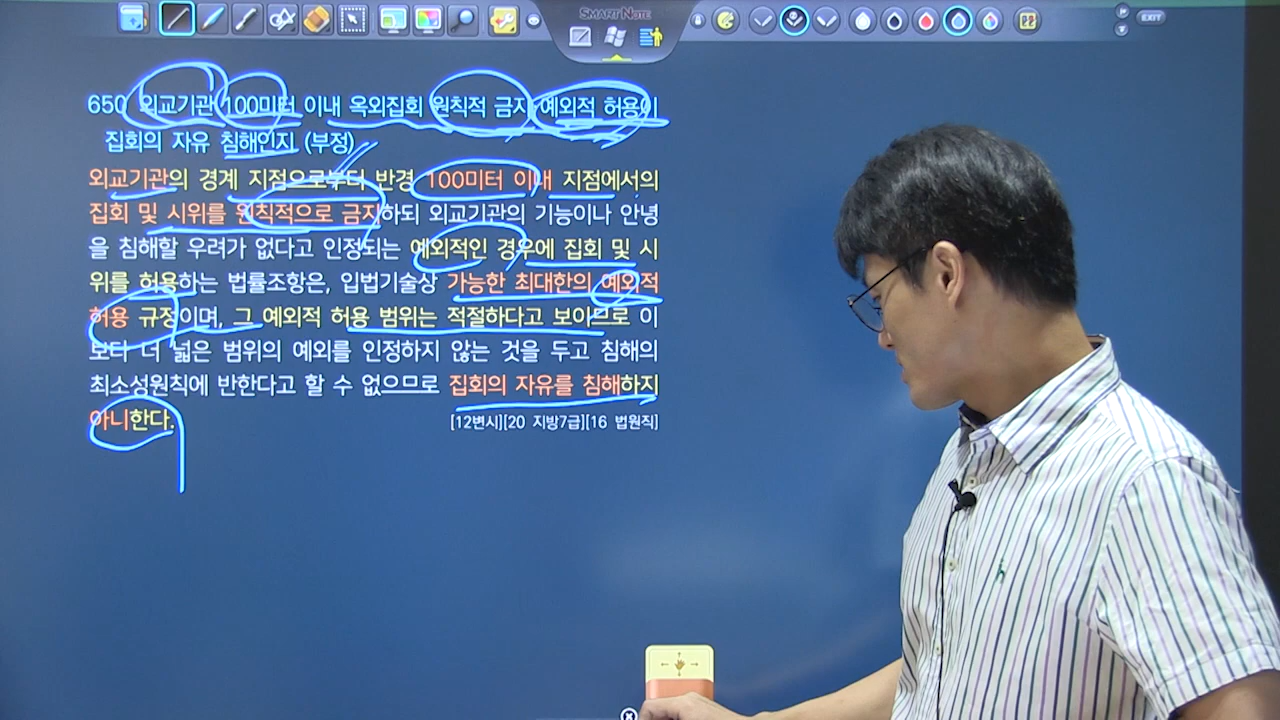 SMART NOTE
EXIT
650 외교기관 100미터 이내 옥외집회 원칙적 금지 예외적 허용이
집회의 자유 침해인지 (부정)
외교기관의 경계 지점으로부터 반경 100미터 이내 지점에서의
집회 및 시위를 원칙적으로 금지하되 외교기관의 기능이나 안녕
을 침해할 우려가 없다고 인정되는 예외적인 경우에 집회 및 시
위를 허용하는 법률조항은, 입법기술상 가능한 최대한의 예외적
허용 규정이며, 그 예외적 허용 범위는 적절하다고 보이므로 이
보다 더 넓은 범위의 예외를 인정하지 않는 것을 두고 침해의
최소성원칙에 반한다고 할 수 없으므로 집회의 자유를 침해하지
아니한다.
[12변시][20 지방7급][16 법원직]